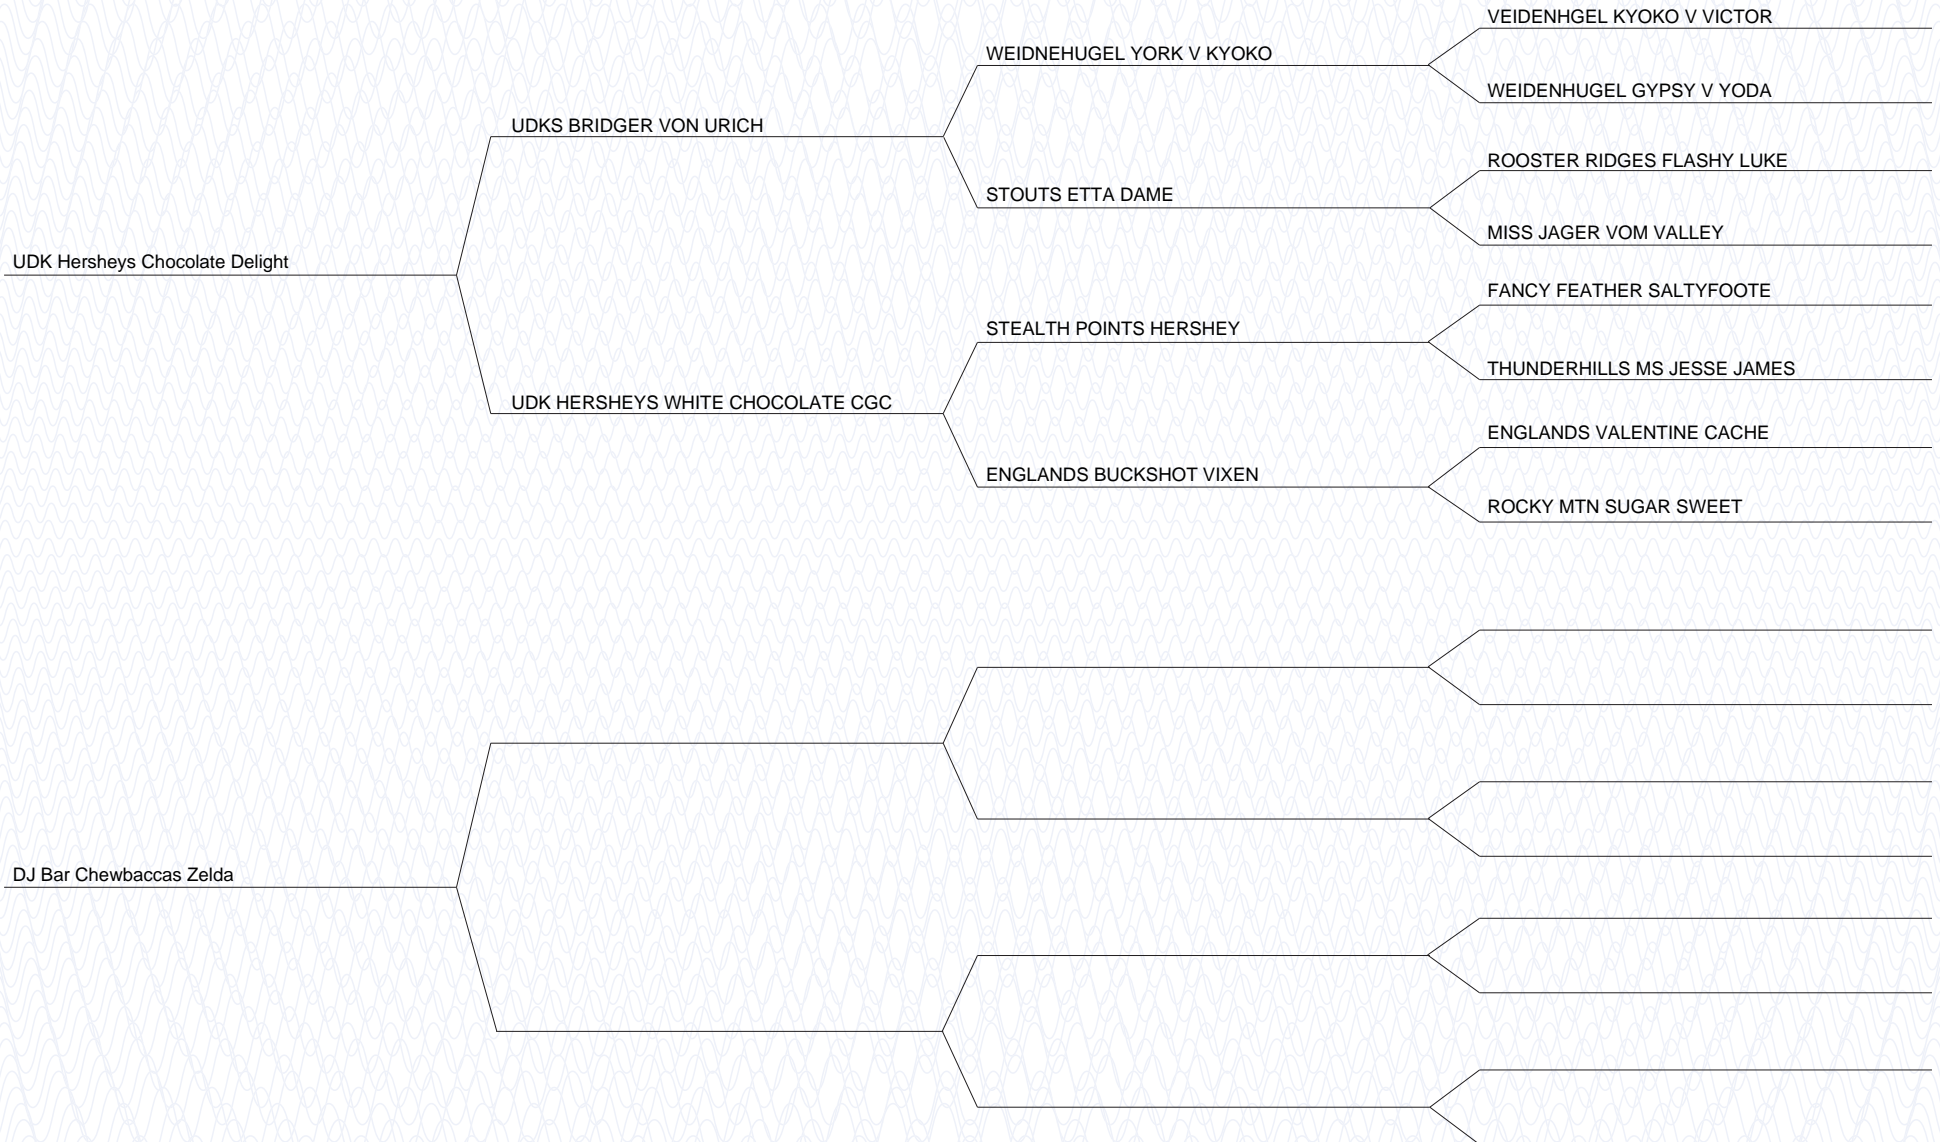 VEIDENHGEL KYOKO V VICTOR
WEIDNEHUGEL YORK V KYOKO
WEIDENHUGEL GYPSY V YODA
UDKS BRIDGER VON URICH
ROOSTER RIDGES FLASHY LUKE
STOUTS ETTA DAME
MISS JAGER VOM VALLEY
UDK Hersheys Chocolate Delight
FANCY FEATHER SALTYFOOTE
STEALTH POINTS HERSHEY
THUNDERHILLS MS JESSE JAMES
UDK HERSHEYS WHITE CHOCOLATE CGC
ENGLANDS VALENTINE CACHE
ENGLANDS BUCKSHOT VIXEN
ROCKY MTN SUGAR SWEET
DJ Bar Chewbaccas Zelda